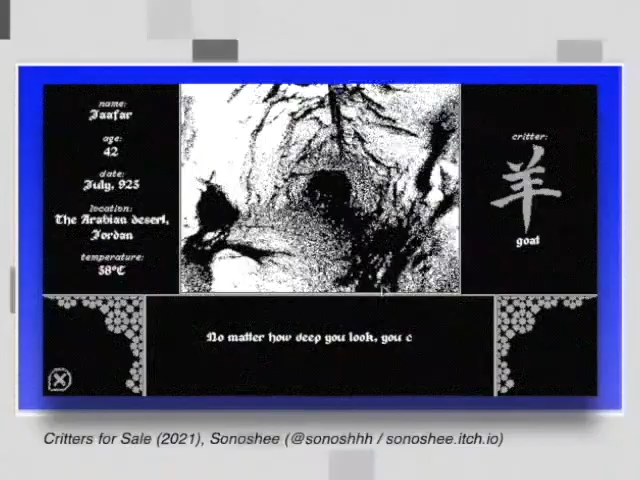 name:
Jaafar
age:
42
date:
July, 925
location:
The Arabian desert,
Jordan
temperature:
38°C
critter:
羊
goat
No matter how deep you look, you c
Critters for Sale (2021), Sonoshee (@sonoshhh / sonoshee.itch.io)